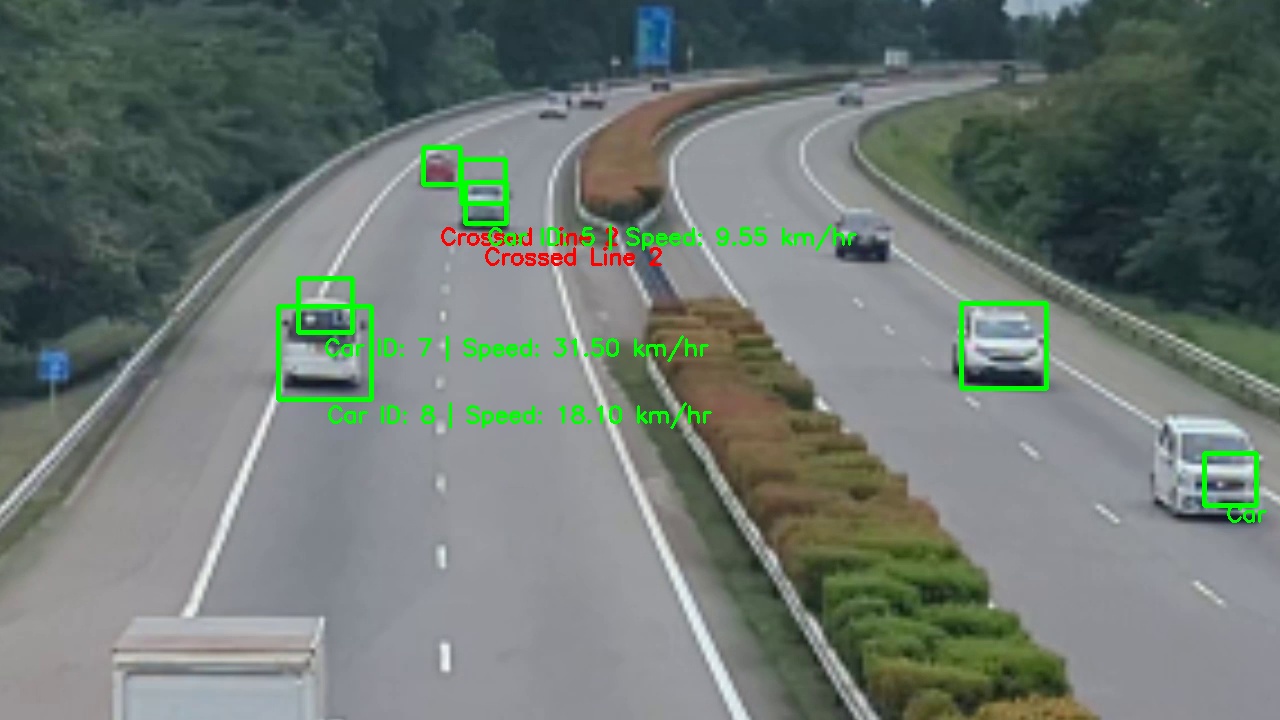 Crossed Line 2
Car ID: 5 | Speed: 9.55 km/hr
Crossed Line 2
Car ID: 7 | Speed: 31.50 km/hr
Car ID: 8 | Speed: 18.10 km/hr
Car